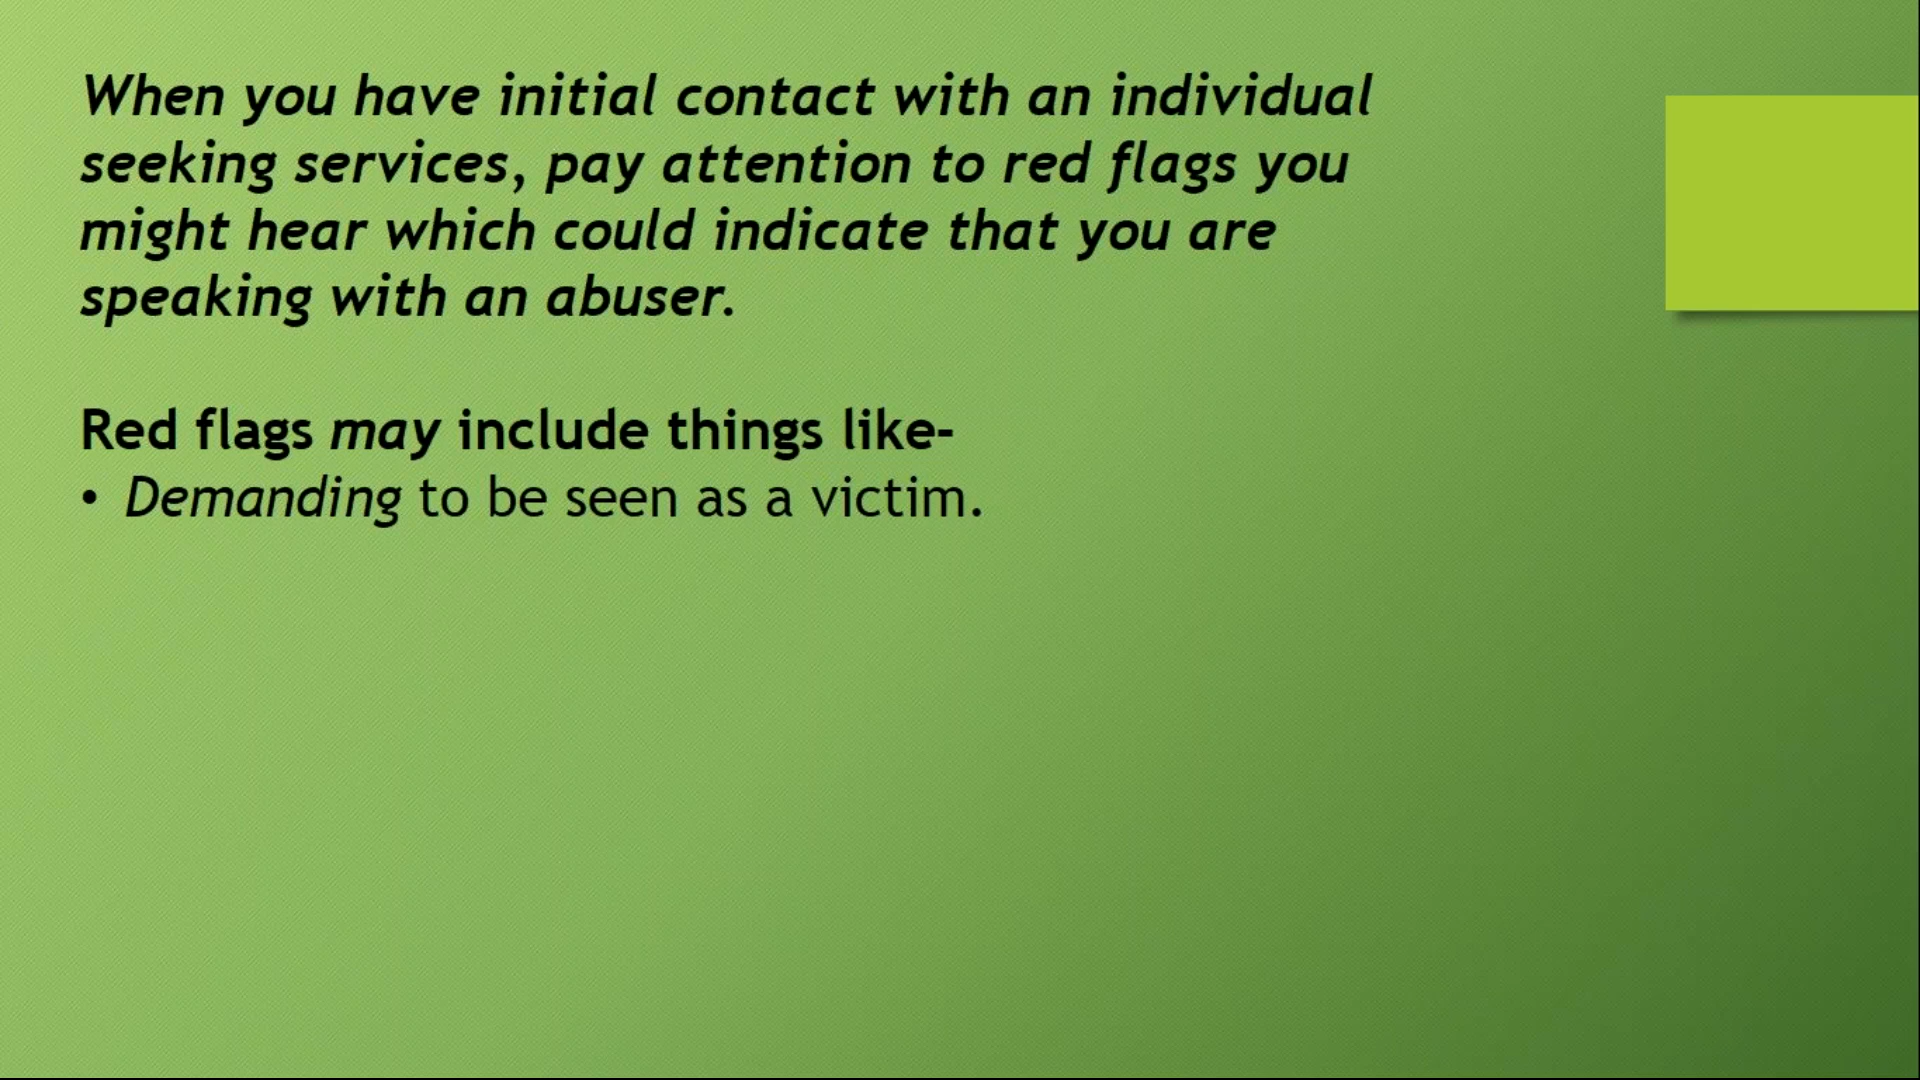 When you have initial contact with an individual
seeking services, pay attention to red flags you
might hear which could indicate that you are
speaking with an abuser.
Red flags may include things like-
• Demanding to be seen as a victim.